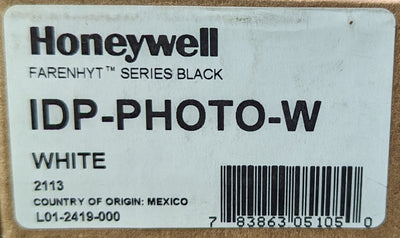 Honeywell
FARENHYT™ SERIES BLACK
IDP-PHOTO-W
WHITE
2113
COUNTRY OF ORIGIN: MEXICO
L01-2419-000
7 83863 05105 0